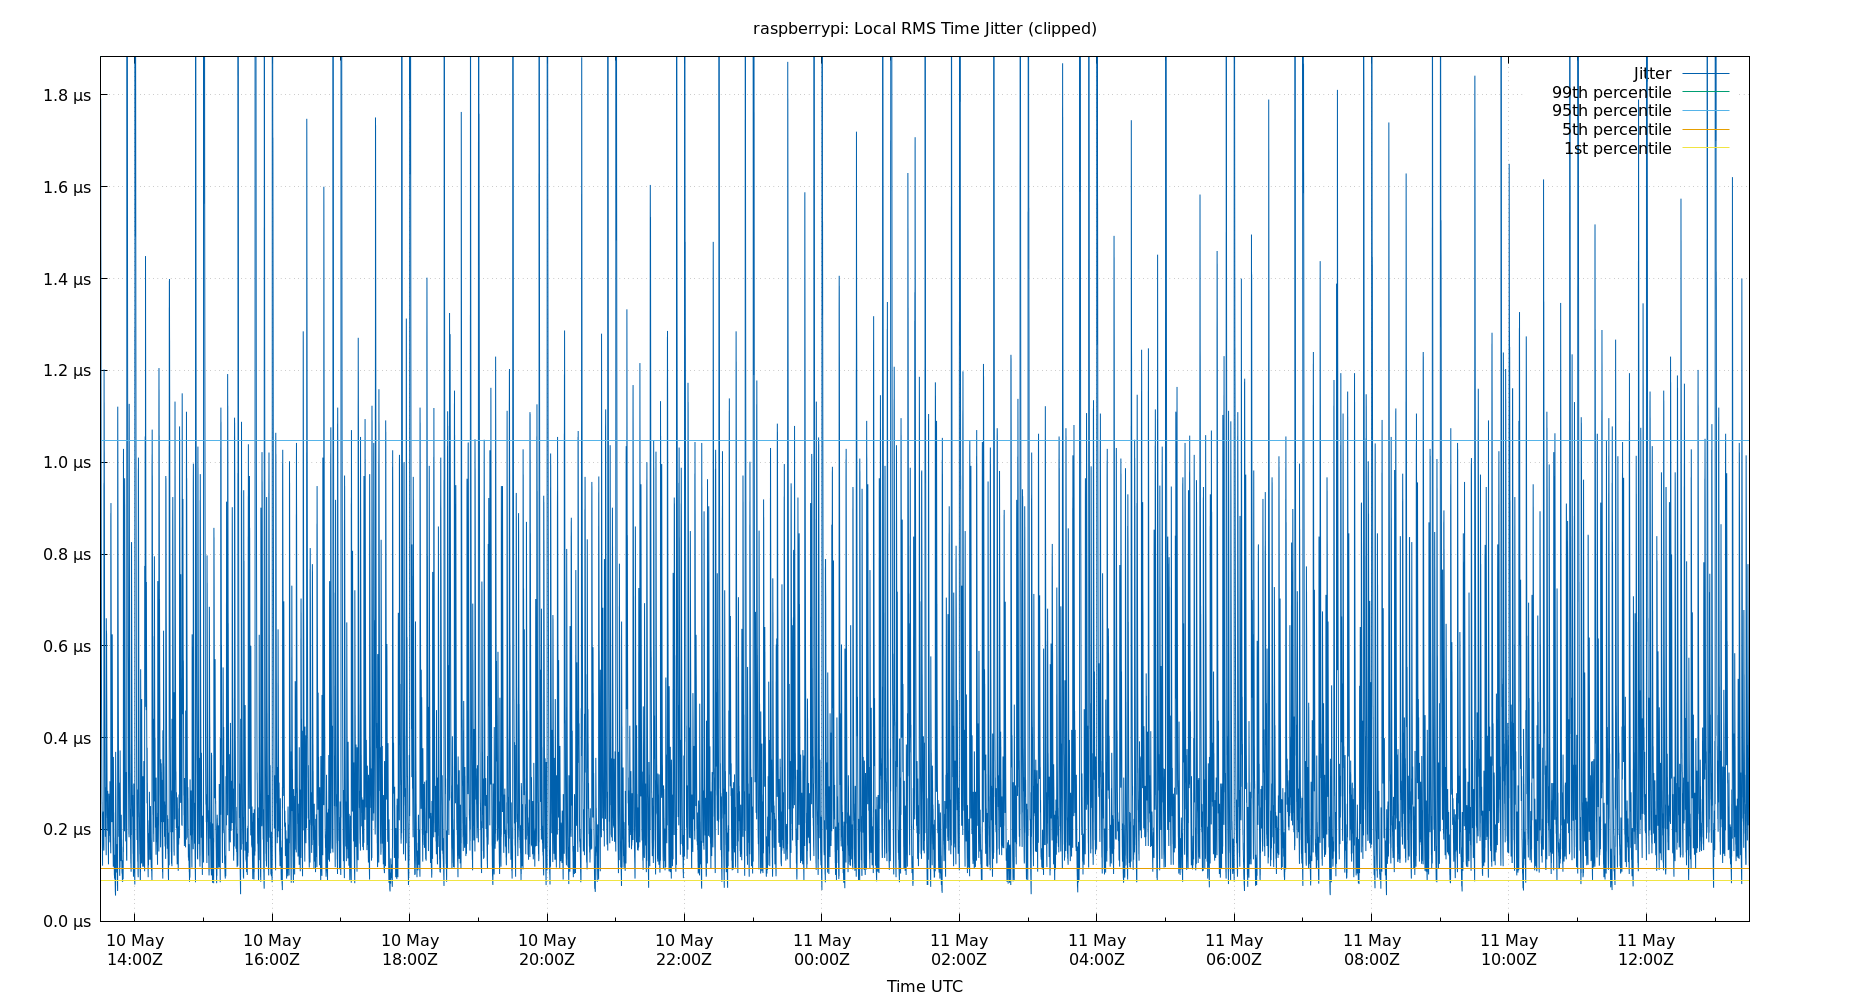 raspberrypi: Local RMS Time Jitter (clipped)
Jitter
99th percentile
95th percentile
5th percentile
1st percentile
1.8 μs
1.6 μs
1.4 μs
1.2 μs
1.0 μs
0.8 μs
0.6 μs
0.4 μs
0.2 μs
0.0 μs
10 May 10 May 10 May 10 May 10 May 11 May 11 May 11 May 11 May 11 May 11 May 11 May
14:00Z 16:00Z 18:00Z 20:00Z 22:00Z 00:00Z 02:00Z 04:00Z 06:00Z 08:00Z 10:00Z 12:00Z
Time UTC